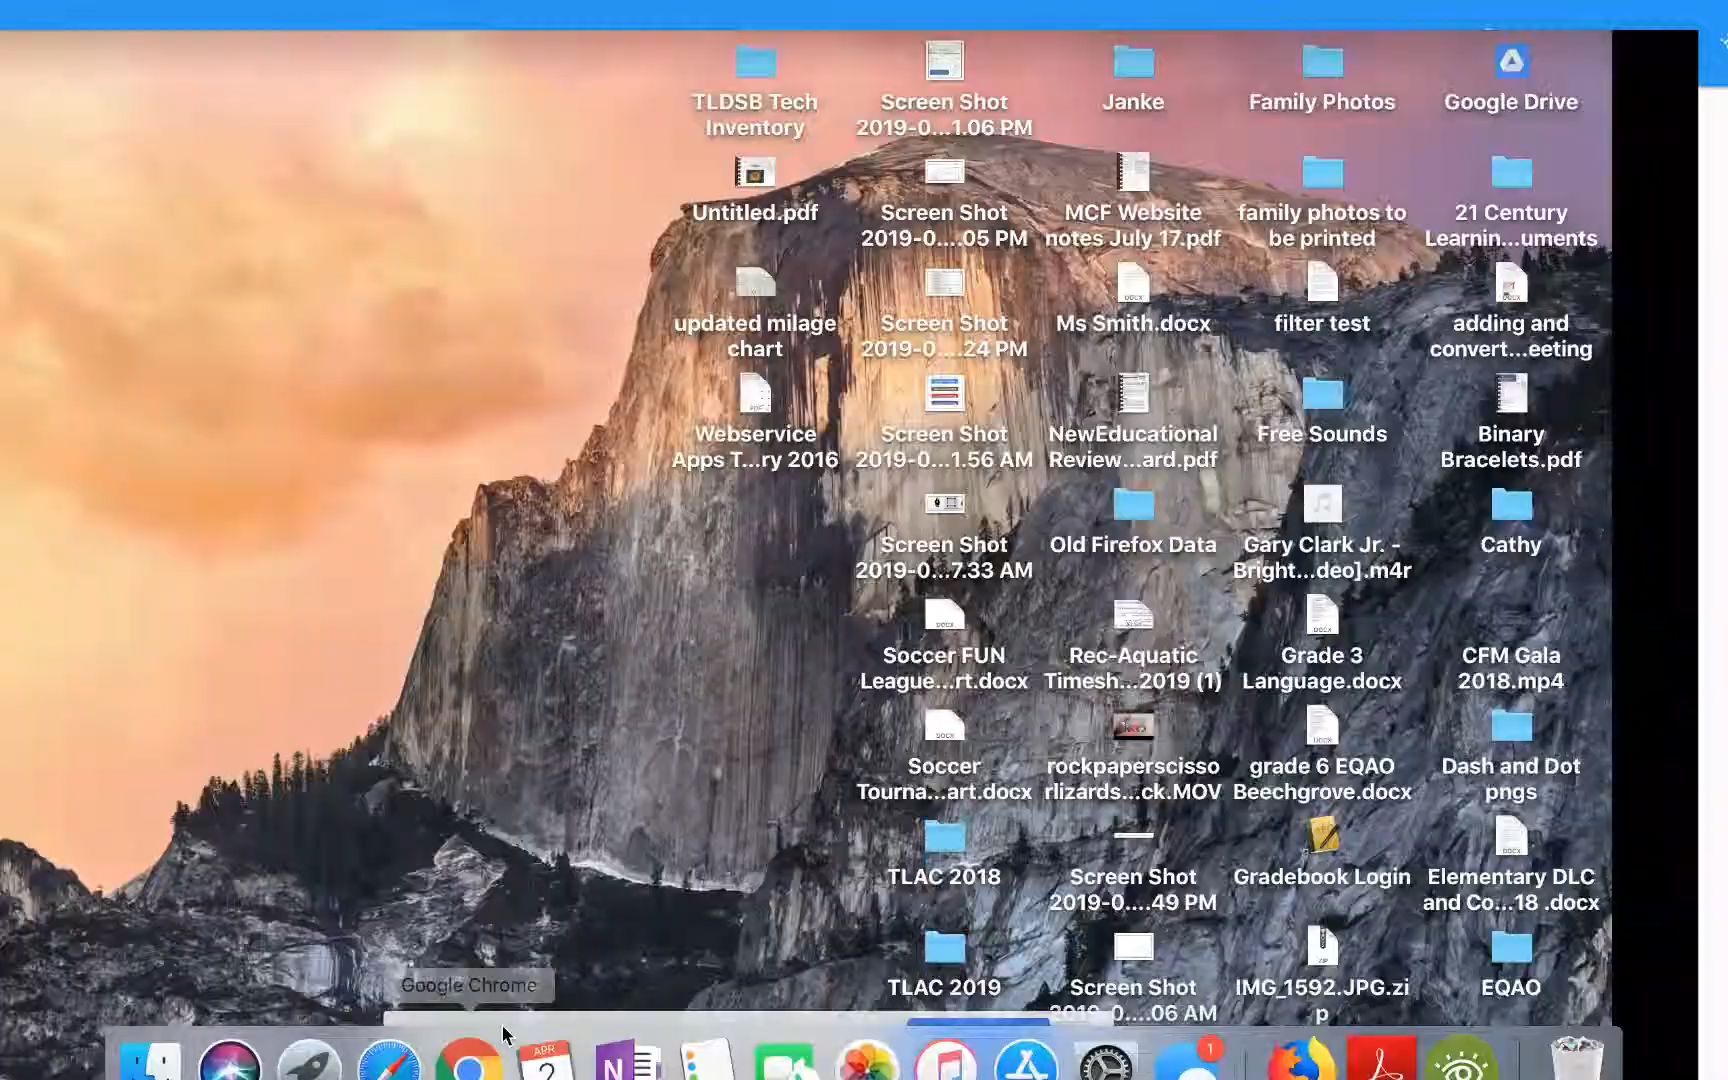 TLDSB Tech
Inventory
Screen Shot
2019-0...1.06 PM
Janke
Family Photos
Google Drive
Untitled.pdf
Screen Shot
2019-0....05 PM
MCF Website
notes July 17.pdf
family photos to
be printed
21 Century
Learnin...uments
updated milage
chart
Screen Shot
2019-0....24 PM
Ms Smith.docx
filter test
adding and
convert...eeting
Webservice
Apps T...ry 2016
Screen Shot
2019-0...1.56 AM
NewEducational
Review...ard.pdf
Free Sounds
Binary
Bracelets.pdf
Screen Shot
2019-0...7.33 AM
Old Firefox Data
Gary Clark Jr. -
Bright...deo].m4r
Cathy
Soccer FUN
League...rt.docx
Rec-Aquatic
Timesh...2019 (1)
Grade 3
Language.docx
CFM Gala
2018.mp4
Soccer
Tourna...art.docx
rockpaperscisso
rlizards...ck.MOV
grade 6 EQAO
Beechgrove.docx
Dash and Dot
pngs
TLAC 2018
Screen Shot
2019-0....49 PM
Gradebook Login
Elementary DLC
and Co...18 .docx
TLAC 2019
Screen Shot
2019-0....06 AM
IMG_1592.JPG.zi
p
EQAO
Google Chrome
APR
2
N
1